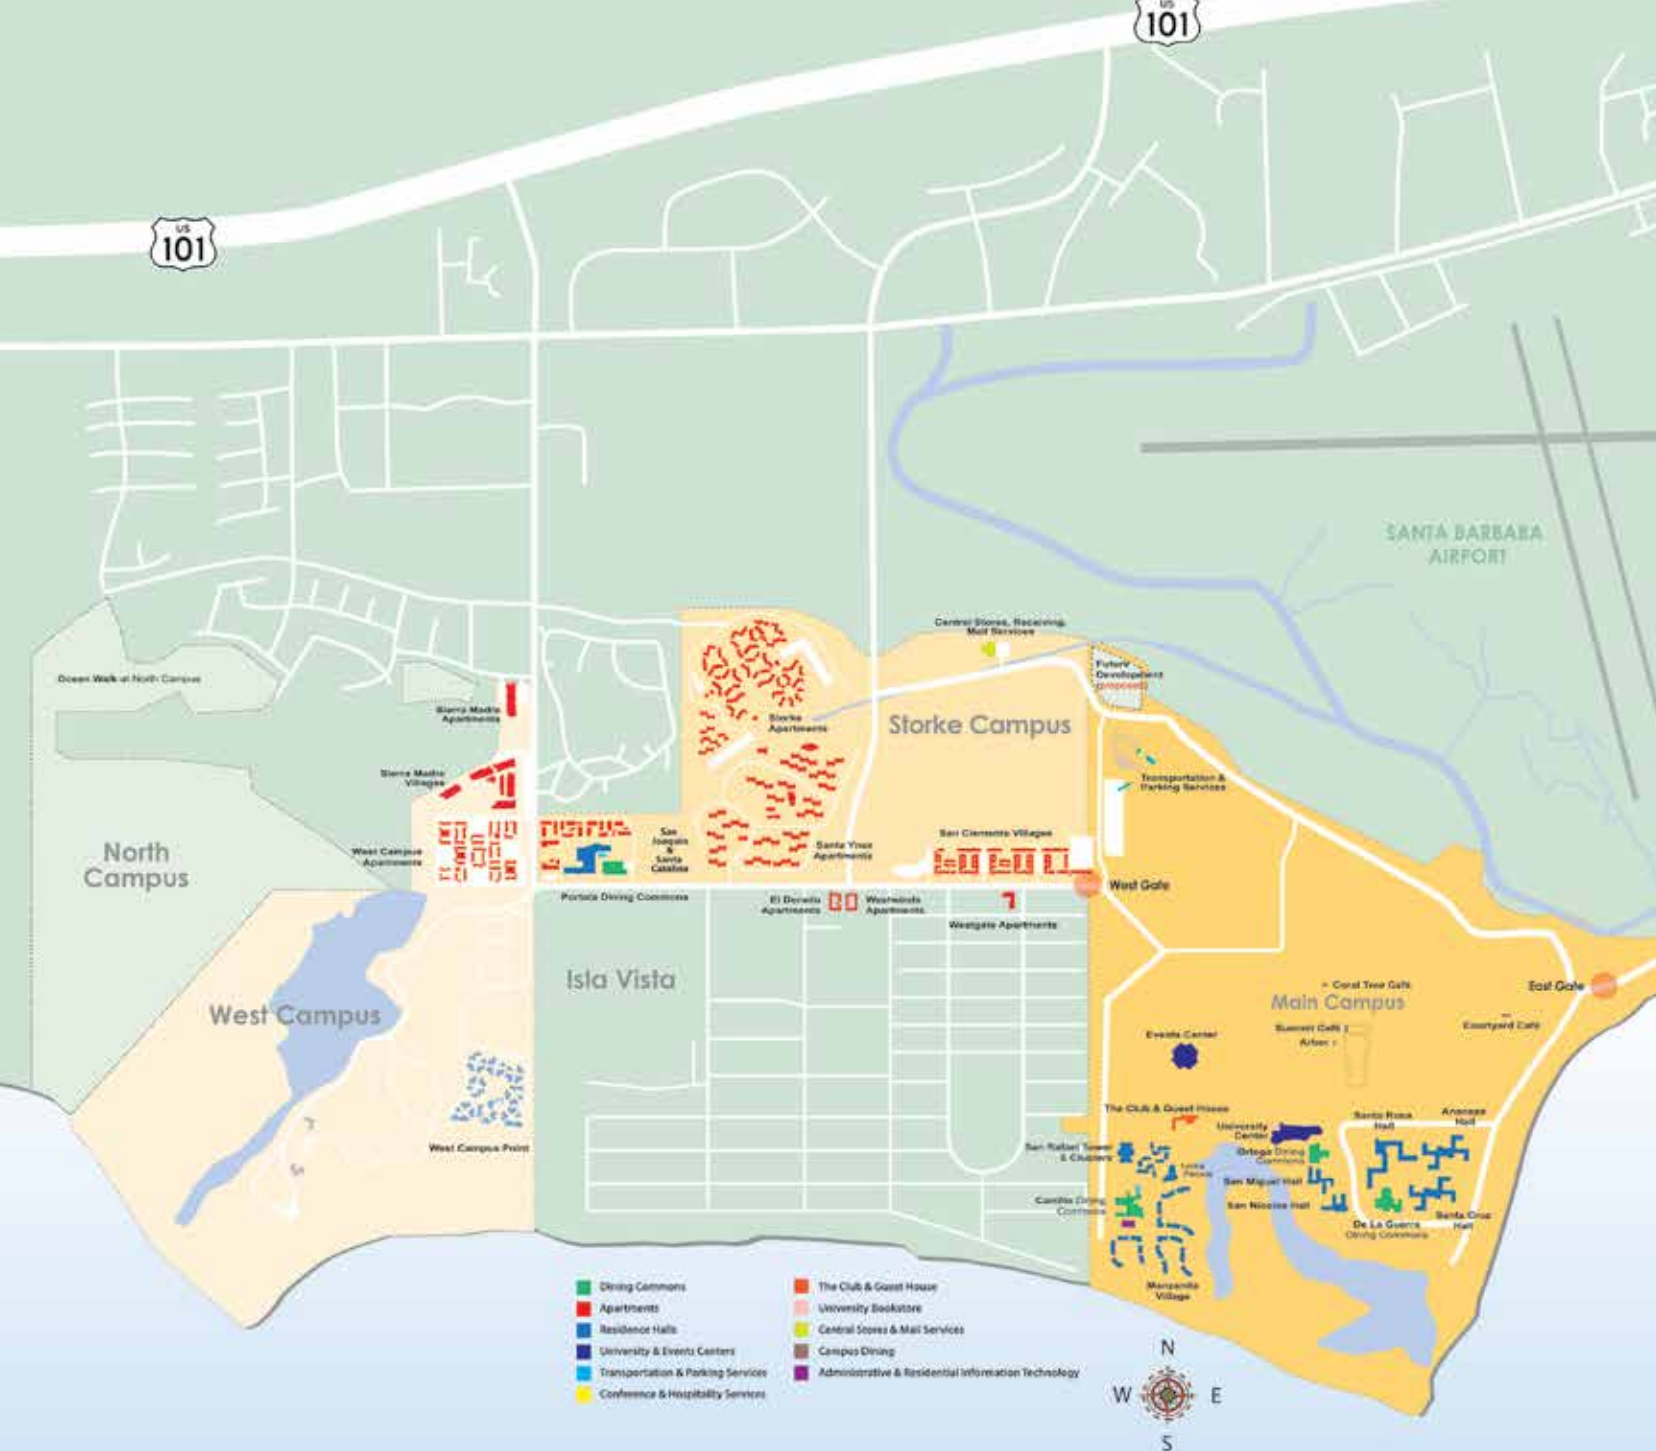 US
101
US
101
SANTA BARBARA
AIRPORT
Central Stores, Receiving,
Mail Services
Future
Development
(proposed)
Ocean Walk at North Campus
Sierra Madre
Apartments
Storke
Apartments
Storke Campus
Sierra Madre
Villages
Transportation &
Parking Services
North
Campus
West Campus
Apartments
San
Joaquin
&
Santa
Catalina
Santa Ynez
Apartments
San Clemente Villages
West Gate
Portola Dining Commons
El Dorado
Apartments
Westwinds
Apartments
Westgate Apartments
Isla Vista
West Campus
Coral Tree Café
Main Campus
East Gate
Summit Café
Arbor
Courtyard Café
Events Center
The Club & Guest House
Santa Rosa
Hall
Anacapa
Hall
University
Center
West Campus Point
San Rafael Tower
& Clusters
Ortega Dining
Commons
San Miguel Hall
Carrillo Dining
Commons
San Nicolas Hall
De La Guerra
Dining Commons
Santa Cruz
Hall
Manzanita
Village
Dining Commons
Apartments
Residence Halls
University & Events Centers
Transportation & Parking Services
Conference & Hospitality Services
The Club & Guest House
University Bookstore
Central Stores & Mail Services
Campus Dining
Administrative & Residential Information Technology
N
W
E
S